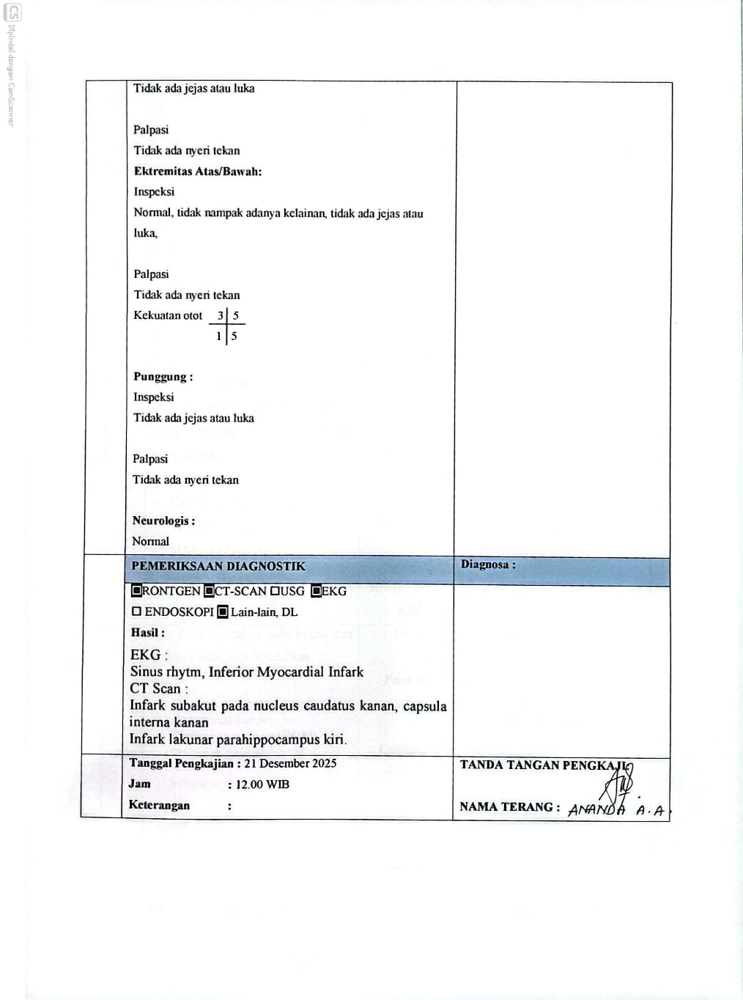 CS Dipindai dengan CamScanner
Tidak ada jejas atau luka
Palpasi
Tidak ada nyeri tekan
Ektremitas Atas/Bawah:
Inspeksi
Normal, tidak nampak adanya kelainan, tidak ada jejas atau
luka,
Palpasi
Tidak ada nyeri tekan
Kekuatan otot 3 5
1 5
Punggung :
Inspeksi
Tidak ada jejas atau luka
Palpasi
Tidak ada nyeri tekan
Neurologis :
Normal
PEMERIKSAAN DIAGNOSTIK
Diagnosa :
▣RONTGEN ▣CT-SCAN ☐USG ▣EKG
☐ ENDOSKOPI ▣ Lain-lain, DL
Hasil :
EKG :
Sinus rhytm, Inferior Myocardial Infark
CT Scan :
Infark subakut pada nucleus caudatus kanan, capsula
interna kanan
Infark lakunar parahippocampus kiri.
Tanggal Pengkajian : 21 Desember 2025
Jam : 12.00 WIB
Keterangan :
TANDA TANGAN PENGKAJI:
NAMA TERANG : ANANDA A.A.